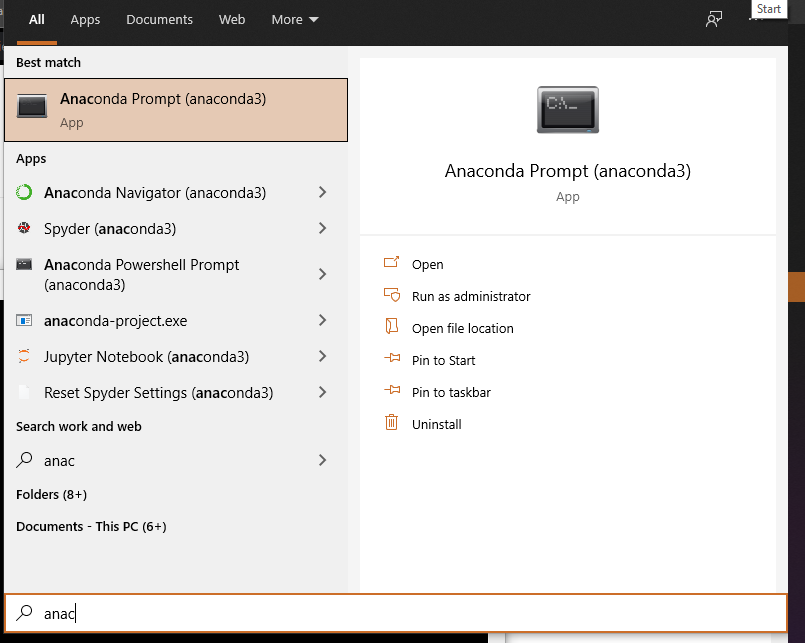 All Apps Documents Web More
Start
Best match
Anaconda Prompt (anaconda3)
App
Apps
Anaconda Navigator (anaconda3)
Spyder (anaconda3)
Anaconda Powershell Prompt
(anaconda3)
anaconda-project.exe
Jupyter Notebook (anaconda3)
Reset Spyder Settings (anaconda3)
Search work and web
anac
Folders (8+)
Documents - This PC (6+)
C:\_
Anaconda Prompt (anaconda3)
App
Open
Run as administrator
Open file location
Pin to Start
Pin to taskbar
Uninstall
anac